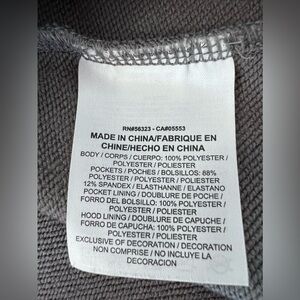 RN#56323 - CA#05553
MADE IN CHINA/FABRIQUE EN
CHINE/HECHO EN CHINA
BODY / CORPS / CUERPO: 100% POLYESTER /
POLYESTER / POLIESTER
POCKETS / POCHES / BOLSILLOS: 88%
POLYESTER / POLYESTER / POLIESTER
12% SPANDEX / ELASTHANNE / ELASTANO
POCKET LINING / DOUBLURE DE POCHE /
FORRO DEL BOLSILLO: 100% POLYESTER /
POLYESTER / POLIESTER
HOOD LINING / DOUBLURE DE CAPUCHE /
FORRO DE CAPUCHA: 100% POLYESTER /
POLYESTER / POLIESTER
EXCLUSIVE OF DECORATION / DECORATION
NON COMPRISE / NO INCLUYE LA
DECORACION